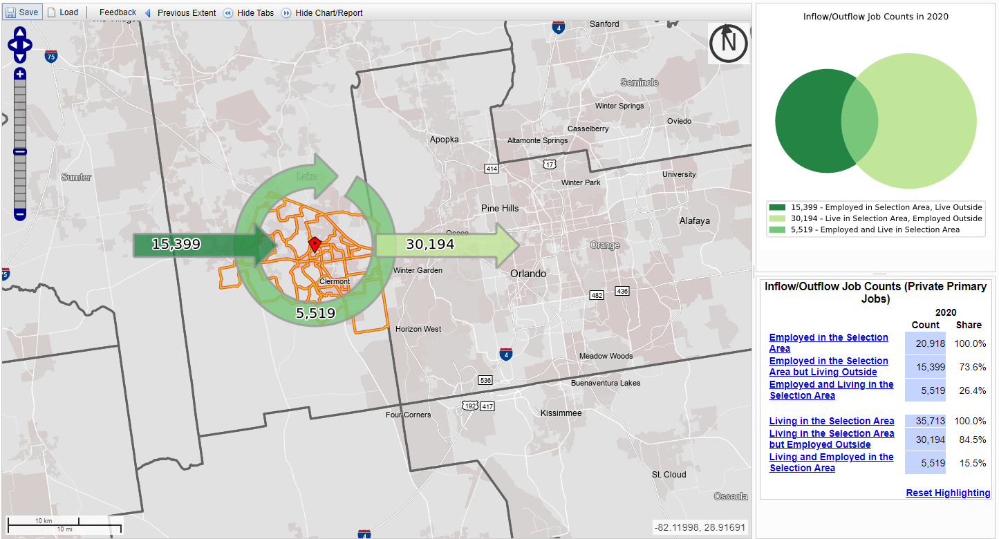 Save
Load
Feedback
Previous Extent
Hide Tabs
Hide Chart/Report
The Villages
4
Sanford
75
N
Seminole
Winter Springs
Casselberry
Oviedo
Apopka
Altamonte Springs
414
17
Sumter
Lake
University
Winter Park
Pine Hills
Alafaya
Ocoee
15,399
30,194
Orange
75
Winter Garden
Orlando
Clermont
482
436
5,519
Horizon West
4
Meadow Woods
536
Buenaventura Lakes
192
417
Four Corners
Kissimmee
St. Cloud
Osceola
10 km
10 mi
4
-82.11998, 28.91691
Inflow/Outflow Job Counts in 2020
15,399 - Employed in Selection Area, Live Outside
30,194 - Live in Selection Area, Employed Outside
5,519 - Employed and Live in Selection Area
Inflow/Outflow Job Counts (Private Primary
Jobs)
2020
Count Share
Employed in the Selection
Area 20,918 100.0%
Employed in the Selection
Area but Living Outside 15,399 73.6%
Employed and Living in the
Selection Area 5,519 26.4%
Living in the Selection Area 35,713 100.0%
Living in the Selection Area
but Employed Outside 30,194 84.5%
Living and Employed in the
Selection Area 5,519 15.5%
Reset Highlighting